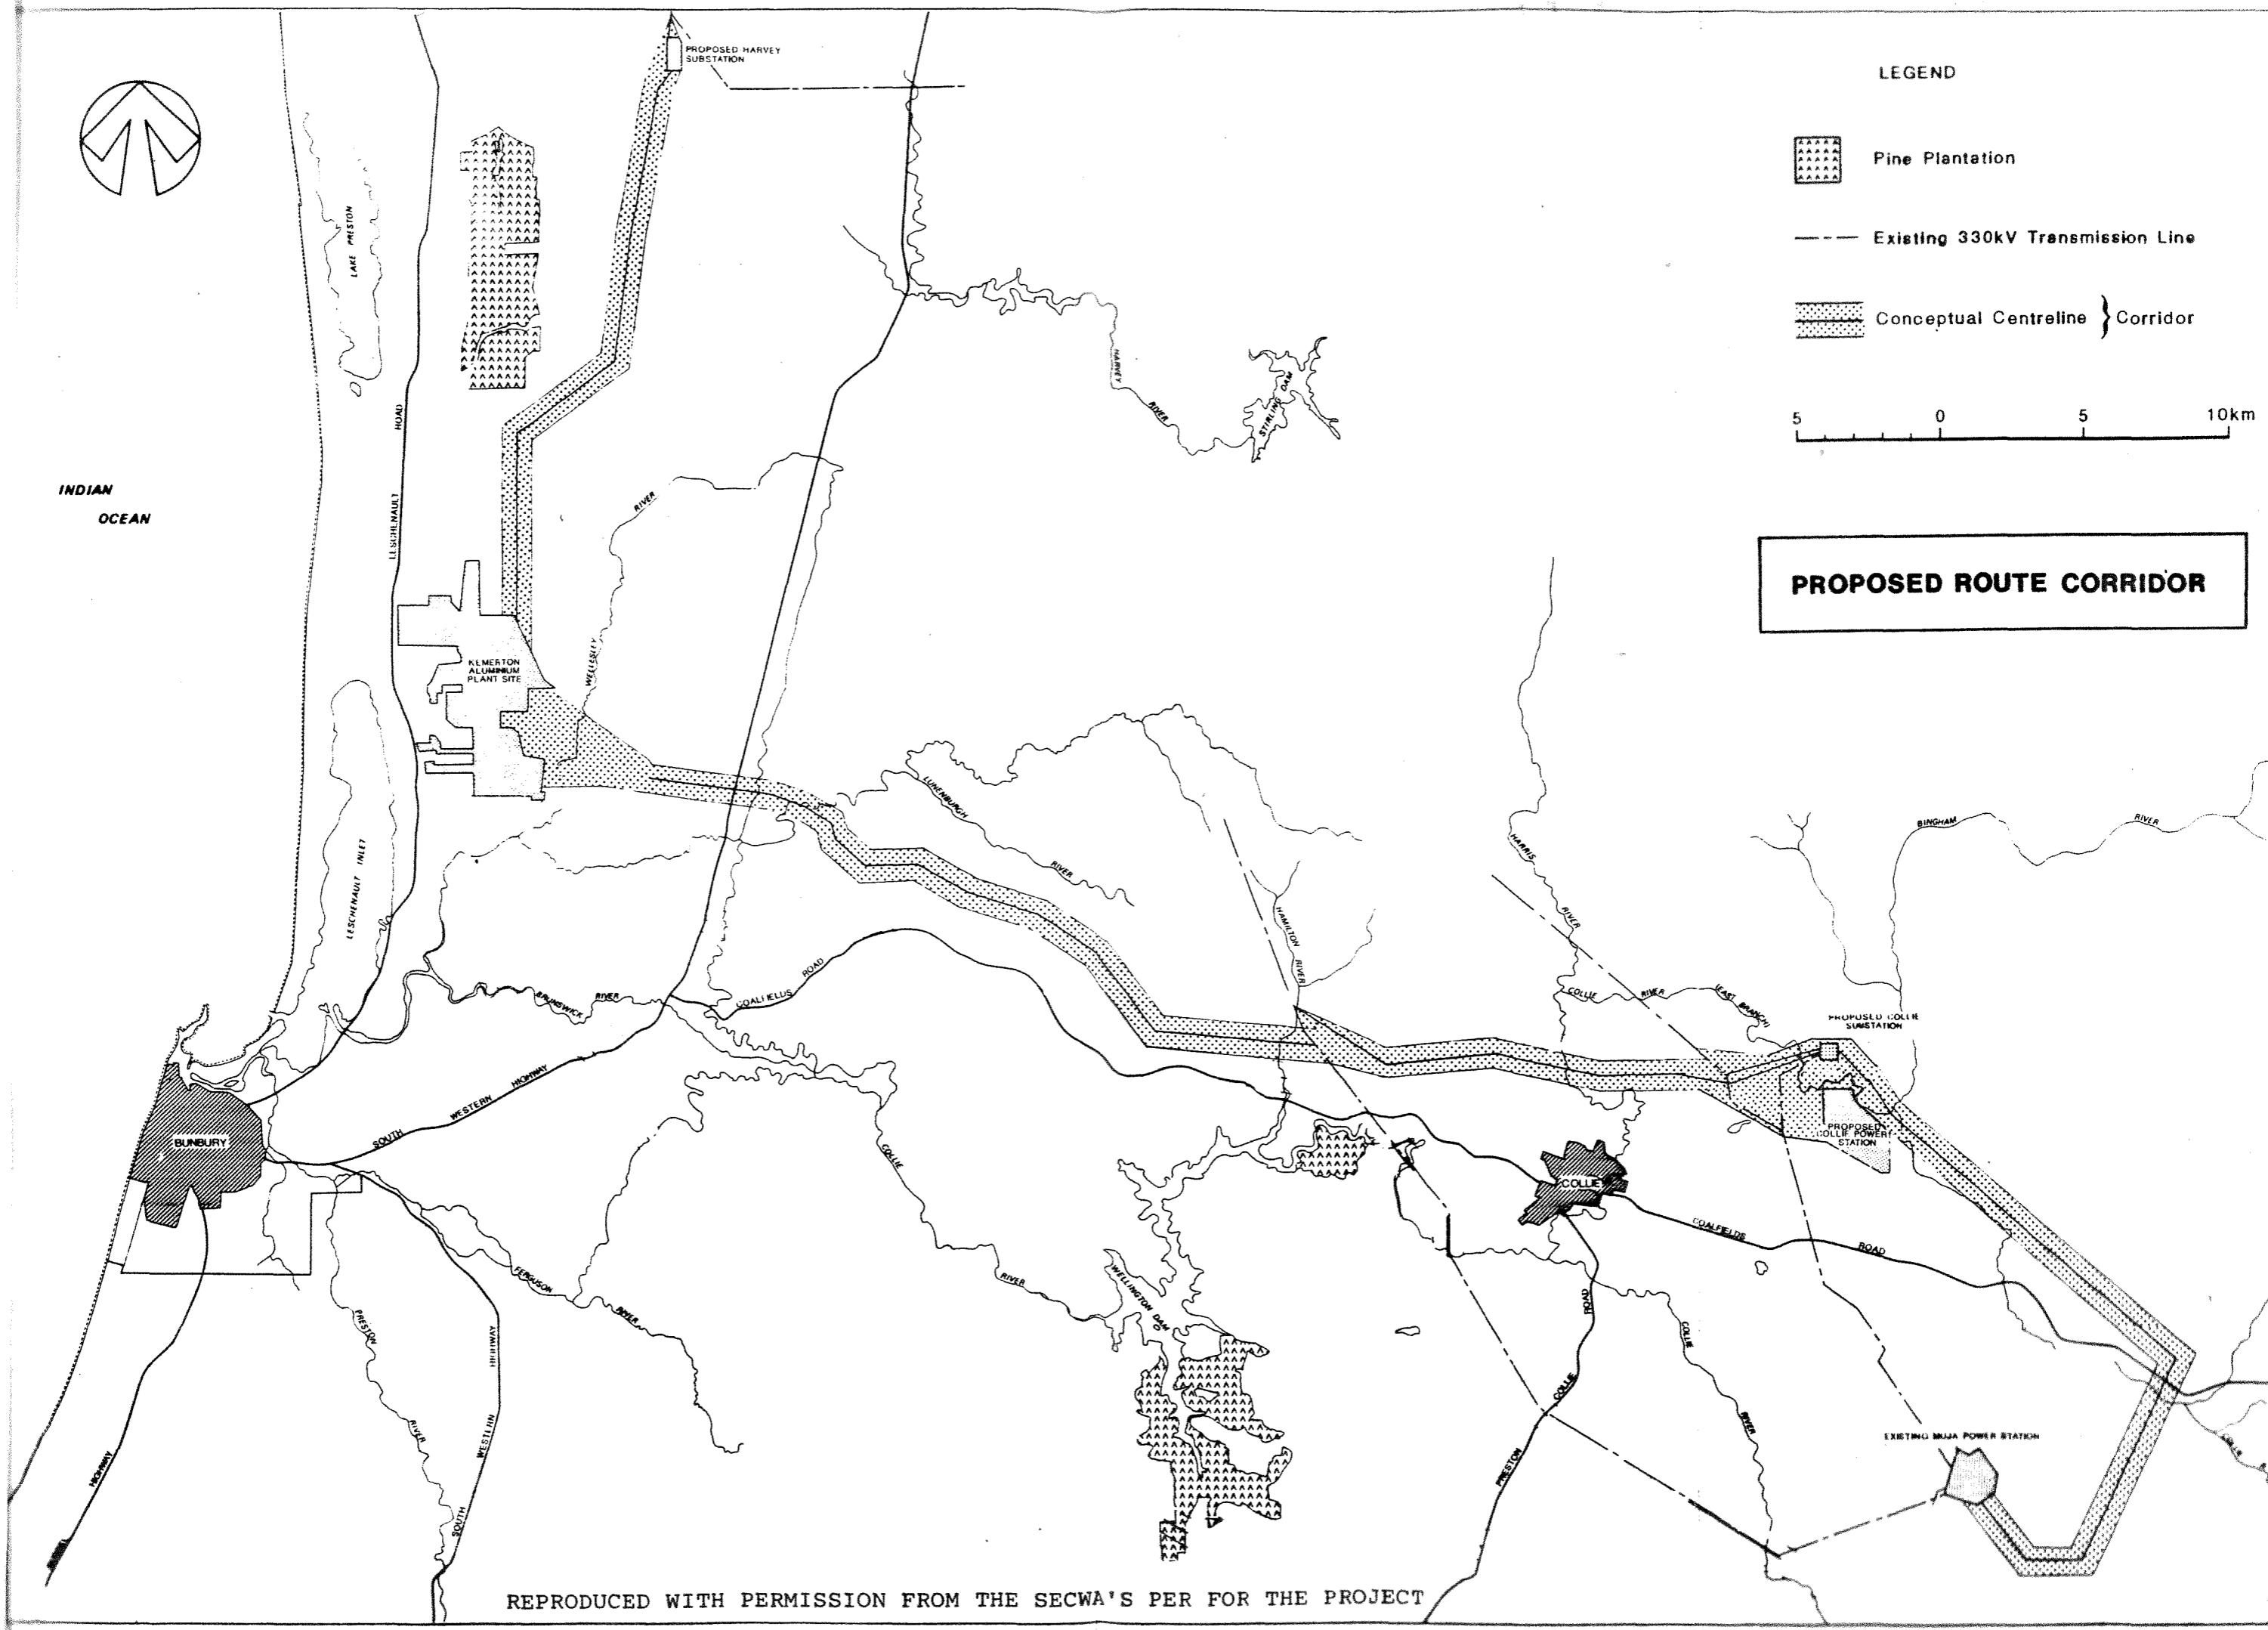 PROPOSED HARVEY
SUBSTATION
LEGEND
Pine Plantation
Existing 330kV Transmission Line
Conceptual Centreline } Corridor
5 0 5 10km
PROPOSED ROUTE CORRIDOR
INDIAN
OCEAN
LAKE PRESTON
ROAD
LESCHENAULT
HARVEY
RIVER
STIRLING DAM
RIVER
WELLESLEY
KEMERTON
ALUMINIUM
PLANT SITE
LESCHENAULT INLET
LUNENBURGH
RIVER
HAMILTON
RIVER
HARRIS
RIVER
BINGHAM
RIVER
COLLIE RIVER (EAST BRANCH)
PROPOSED COLLIE
SUBSTATION
PROPOSED
COLLIE POWER
STATION
BRUNSWICK
RIVER
COALFIELDS
ROAD
BUNBURY
SOUTH
WESTERN
HIGHWAY
COLLIE
RIVER
COLLIE
COALFIELDS
ROAD
FERGUSON
RIVER
PRESTON
RIVER
HIGHWAY
WESTERN
SOUTH
HIGHWAY
WELLINGTON DAM
ROAD
COLLIE
PRESTON
COLLIE
RIVER
EXISTING MUJA POWER STATION
REPRODUCED WITH PERMISSION FROM THE SECWA'S PER FOR THE PROJECT